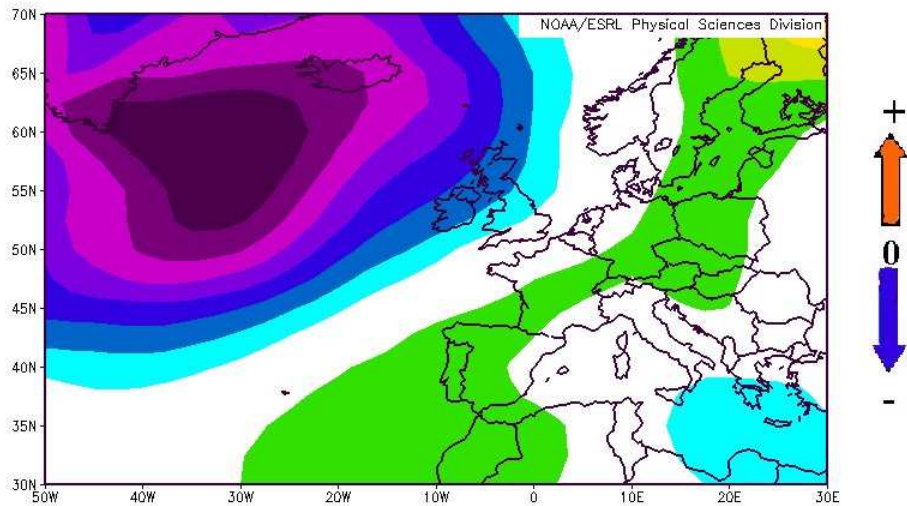 70N
NOAA/ESRL Physical Sciences Division
65N
60N
55N
50N
45N
40N
35N
30N
50W 40W 30W 20W 10W 0 10E 20E 30E
+
0
-